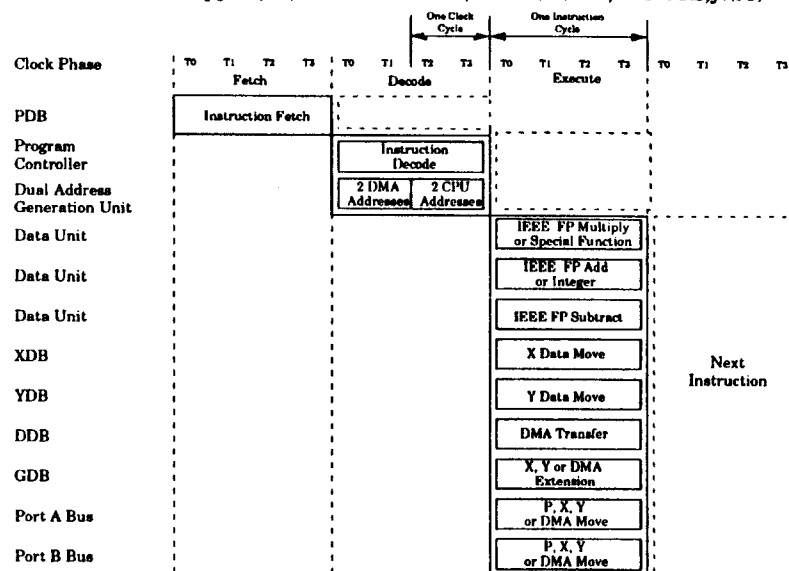 One Clock
Cycle
One Instruction
Cycle
Clock Phase T0 T1 T2 T3 T0 T1 T2 T3 T0 T1 T2 T3 T0 T1 T2 T3
Fetch Decode Execute
PDB Instruction Fetch
Program
Controller
Instruction
Decode
Dual Address
Generation Unit
2 DMA
Addresses
2 CPU
Addresses
Data Unit
IEEE FP Multiply
or Special Function
Data Unit
IEEE FP Add
or Integer
Data Unit IEEE FP Subtract
XDB X Data Move
Next
Instruction
YDB Y Data Move
DDB DMA Transfer
GDB
X, Y or DMA
Extension
Port A Bus
P, X, Y
or DMA Move
Port B Bus
P, X, Y
or DMA Move